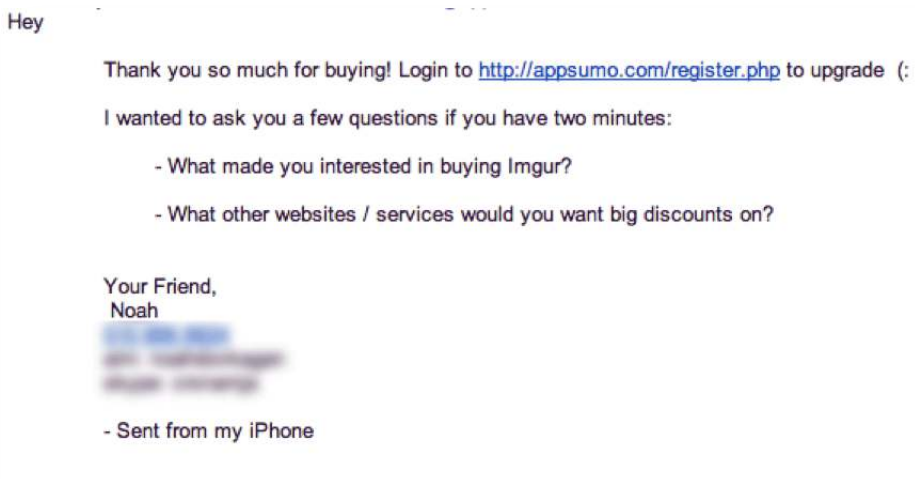 Hey
Thank you so much for buying! Login to http://appsumo.com/register.php to upgrade (:
I wanted to ask you a few questions if you have two minutes:
- What made you interested in buying Imgur?
- What other websites / services would you want big discounts on?
Your Friend,
Noah
- Sent from my iPhone